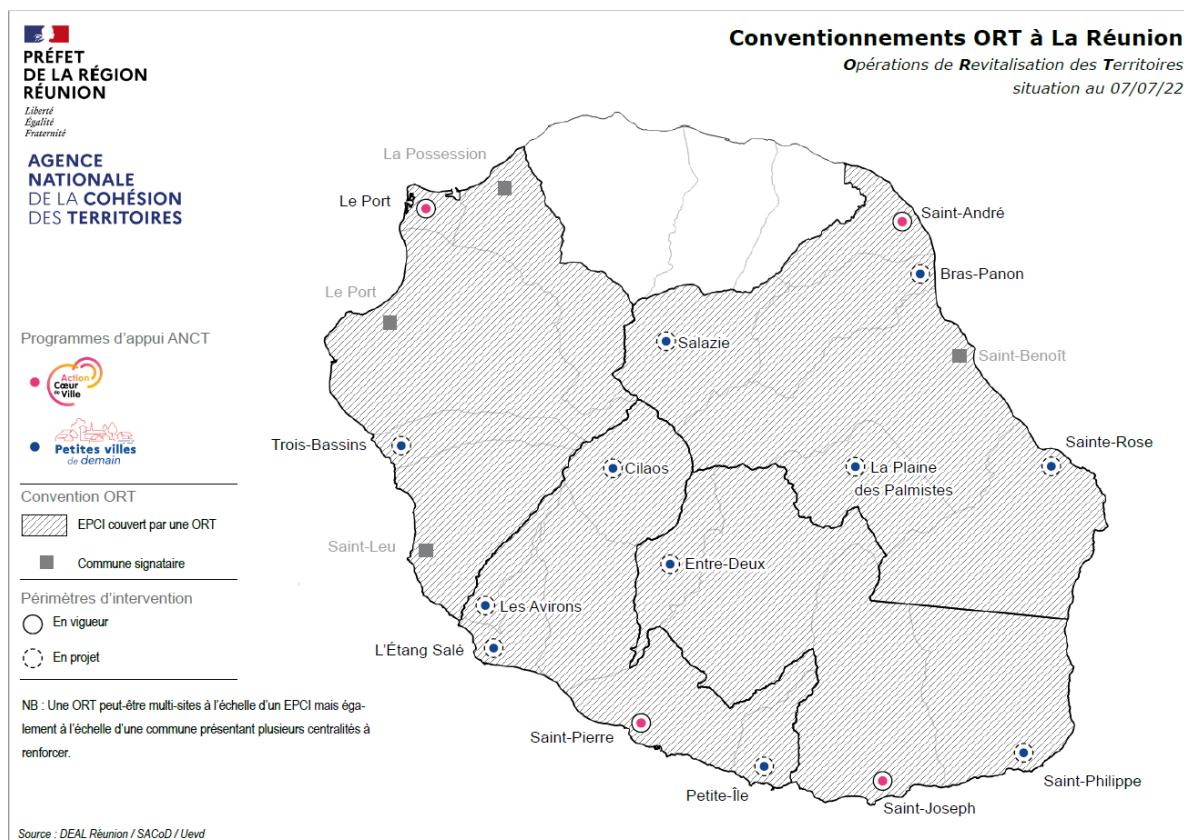 PRÉFET
DE LA RÉGION
RÉUNION
Liberté
Égalité
Fraternité
AGENCE
NATIONALE
DE LA COHÉSION
DES TERRITOIRES
Conventionnements ORT à La Réunion
Opérations de Revitalisation des Territoires
situation au 07/07/22
La Possession
Le Port
Saint-André
Bras-Panon
Le Port
Salazie
Saint-Benoît
Trois-Bassins
Cilaos
La Plaine
des Palmistes
Sainte-Rose
Saint-Leu
Entre-Deux
Les Avirons
L'Étang Salé
Saint-Pierre
Petite-Île
Saint-Joseph
Saint-Philippe
Programmes d'appui ANCT
Action
Cœur
de Ville
Petites villes
de demain
Convention ORT
EPCI couvert par une ORT
Commune signataire
Périmètres d'intervention
En vigueur
En projet
NB : Une ORT peut-être multi-sites à l'échelle d'un EPCI mais éga-
lement à l'échelle d'une commune présentant plusieurs centralités à
renforcer.
Source : DEAL Réunion / SACoD / Uevd